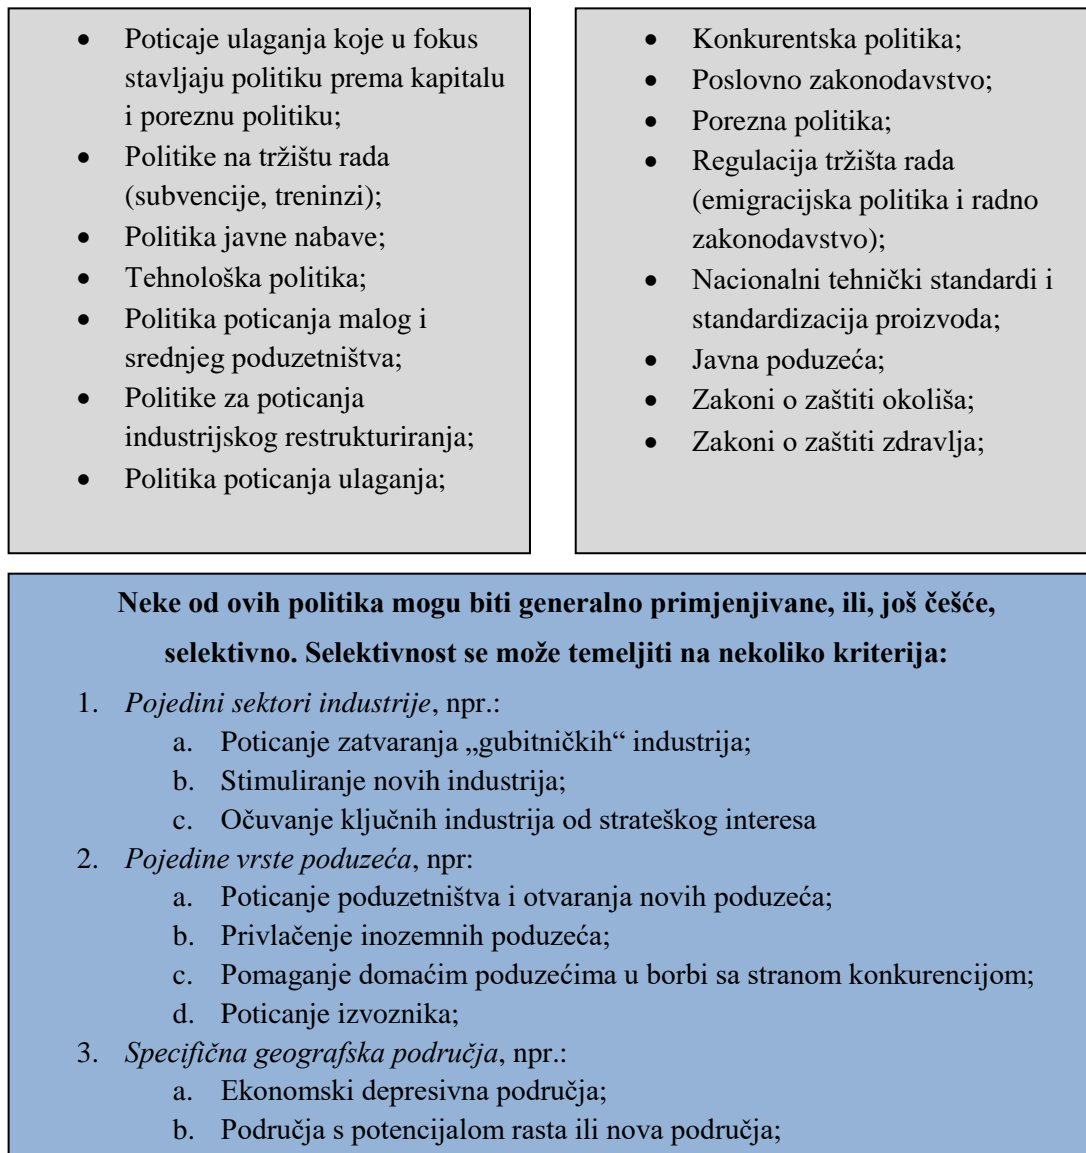 • Poticaje ulaganja koje u fokus
stavljaju politiku prema kapitalu
i poreznu politiku;
• Politike na tržištu rada
(subvencije, treninzi);
• Politika javne nabave;
• Tehnološka politika;
• Politika poticanja malog i
srednjeg poduzetništva;
• Politike za poticanja
industrijskog restrukturiranja;
• Politika poticanja ulaganja;
• Konkurentska politika;
• Poslovno zakonodavstvo;
• Porezna politika;
• Regulacija tržišta rada
(emigracijska politika i radno
zakonodavstvo);
• Nacionalni tehnički standardi i
standardizacija proizvoda;
• Javna poduzeća;
• Zakoni o zaštiti okoliša;
• Zakoni o zaštiti zdravlja;
Neke od ovih politika mogu biti generalno primjenjivane, ili, još češće,
selektivno. Selektivnost se može temeljiti na nekoliko kriterija:
1. Pojedini sektori industrije, npr.:
a. Poticanje zatvaranja „gubitničkih“ industrija;
b. Stimuliranje novih industrija;
c. Očuvanje ključnih industrija od strateškog interesa
2. Pojedine vrste poduzeća, npr:
a. Poticanje poduzetništva i otvaranja novih poduzeća;
b. Privlačenje inozemnih poduzeća;
c. Pomaganje domaćim poduzećima u borbi sa stranom konkurencijom;
d. Poticanje izvoznika;
3. Specifična geografska područja, npr.:
a. Ekonomski depresivna područja;
b. Područja s potencijalom rasta ili nova područja;